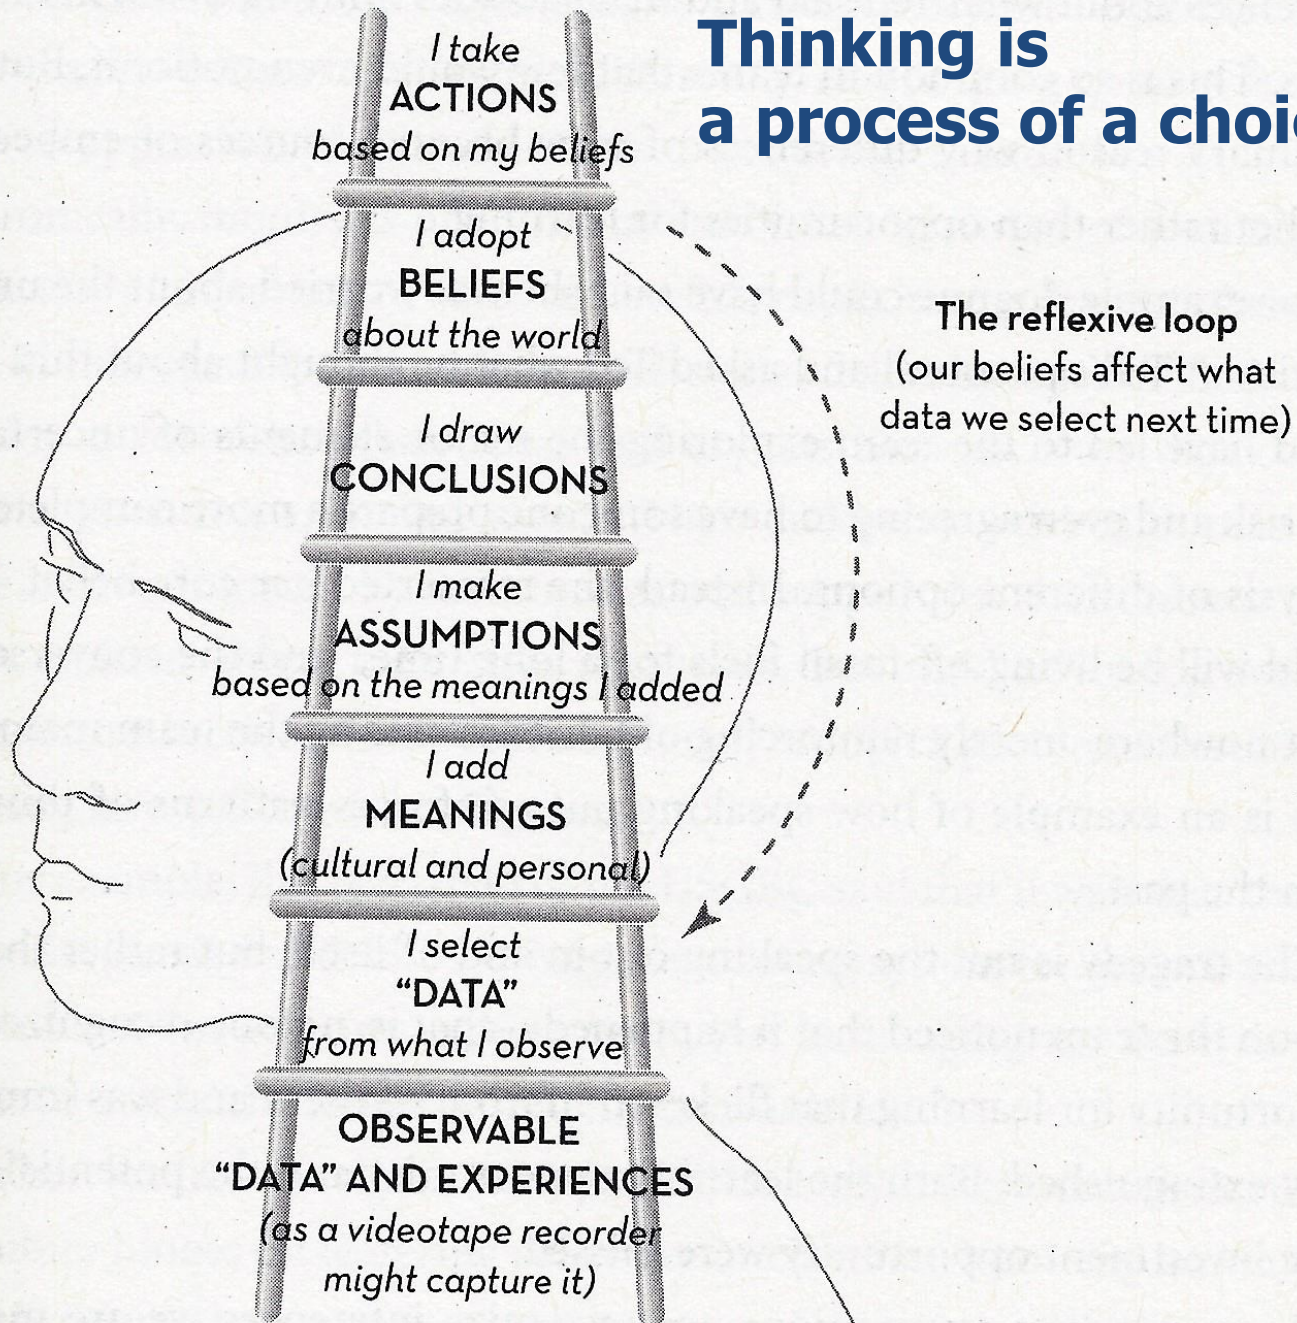 Thinking is
a process of a
I take
ACTIONS
based on my beliefs
I adopt
BELIEFS
about the world
The reflexive loop
(our beliefs affect what
data we select next time)
I draw
CONCLUSIONS
I make
ASSUMPTIONS
based on the meanings I added
I add
MEANINGS
(cultural and personal)
I select
“DATA”
from what I observe
OBSERVABLE
“DATA” AND EXPERIENCES
(as a videotape recorder
might capture it)